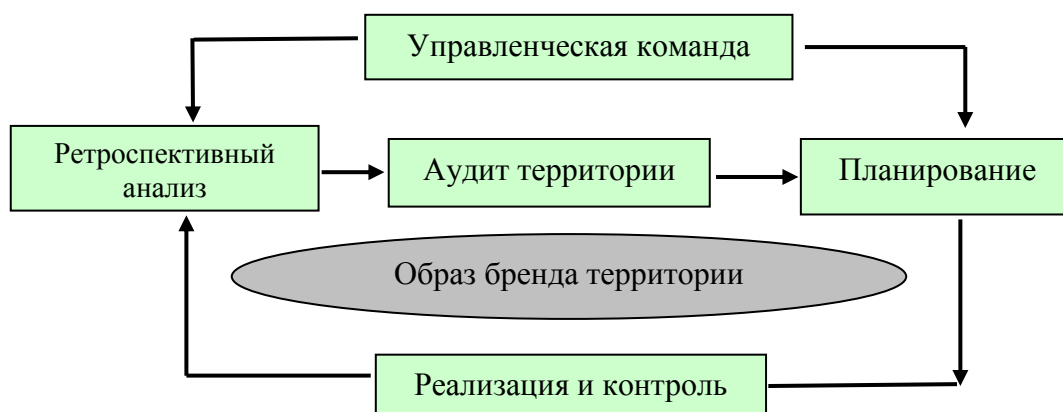 Управленческая команда
Ретроспективный
анализ
Аудит территории
Планирование
Образ бренда территории
Реализация и контроль